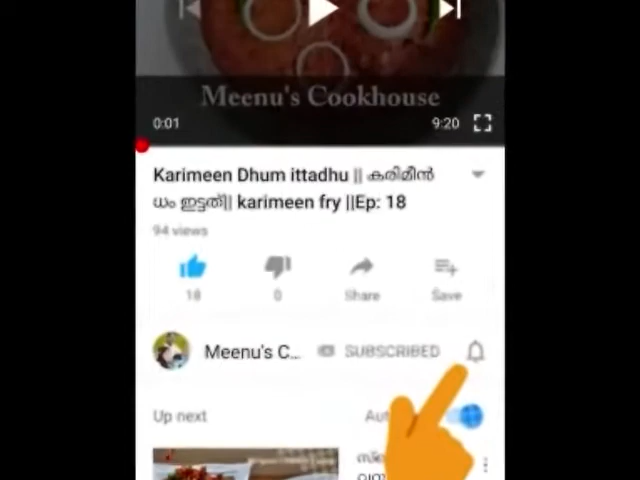 Meenu's Cookhouse
0:01 9:20
Karimeen Dhum ittadhu || കരിമീൻ
ധം ഇട്ടത്|| karimeen fry ||Ep: 18
94 views
18 0 Share Save
Meenu's C... SUBSCRIBED
Up next